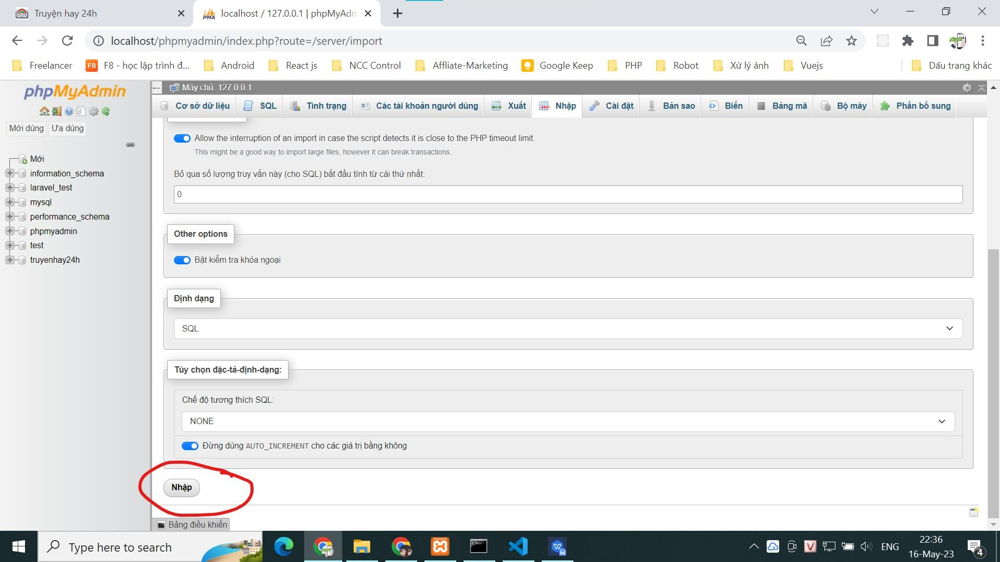 Truyện hay 24h
localhost / 127.0.0.1 | phpMyAdm
localhost/phpmyadmin/index.php?route=/server/import
Freelancer
F8 - học lập trình đ...
Android
React js
NCC Control
Affliate-Marketing
Google Keep
PHP
Robot
Xử lý ảnh
Vuejs
Dấu trang khác
phpMyAdmin
Mới dùng
Ưa dùng
Mới
information_schema
laravel_test
mysql
performance_schema
phpmyadmin
test
truyenhay24h
Máy chủ: 127.0.0.1
Cơ sở dữ liệu
SQL
Tình trạng
Các tài khoản người dùng
Xuất
Nhập
Cài đặt
Bản sao
Biến
Bảng mã
Bộ máy
Phần bổ sung
Allow the interruption of an import in case the script detects it is close to the PHP timeout limit.
This might be a good way to import large files, however it can break transactions.
Bỏ qua số lượng truy vấn này (cho SQL) bắt đầu tính từ cái thứ nhất:
0
Other options
Bật kiểm tra khóa ngoại
Định dạng
SQL
Tùy chọn đặc-tả-định-dạng:
Chế độ tương thích SQL:
NONE
Đừng dùng AUTO_INCREMENT cho các giá trị bằng không
Nhập
Bảng điều khiển
Type here to search
ENG
22:36
16-May-23
4